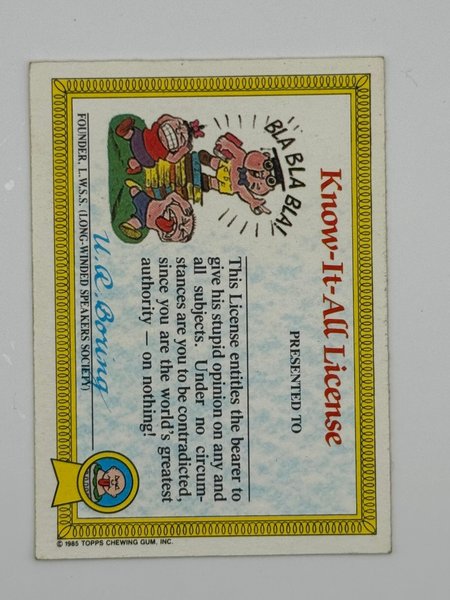 Know-It-All License
PRESENTED TO
BLA BLA BLA!
This License entitles the bearer to
give his stupid opinion on any and
all subjects. Under no circum-
stances are you to be contradicted,
since you are the world's greatest
authority — on nothing!
U.R. Boring
FOUNDER, L.W.S.S. (LONG-WINDED SPEAKERS SOCIETY)
© 1985 TOPPS CHEWING GUM, INC.